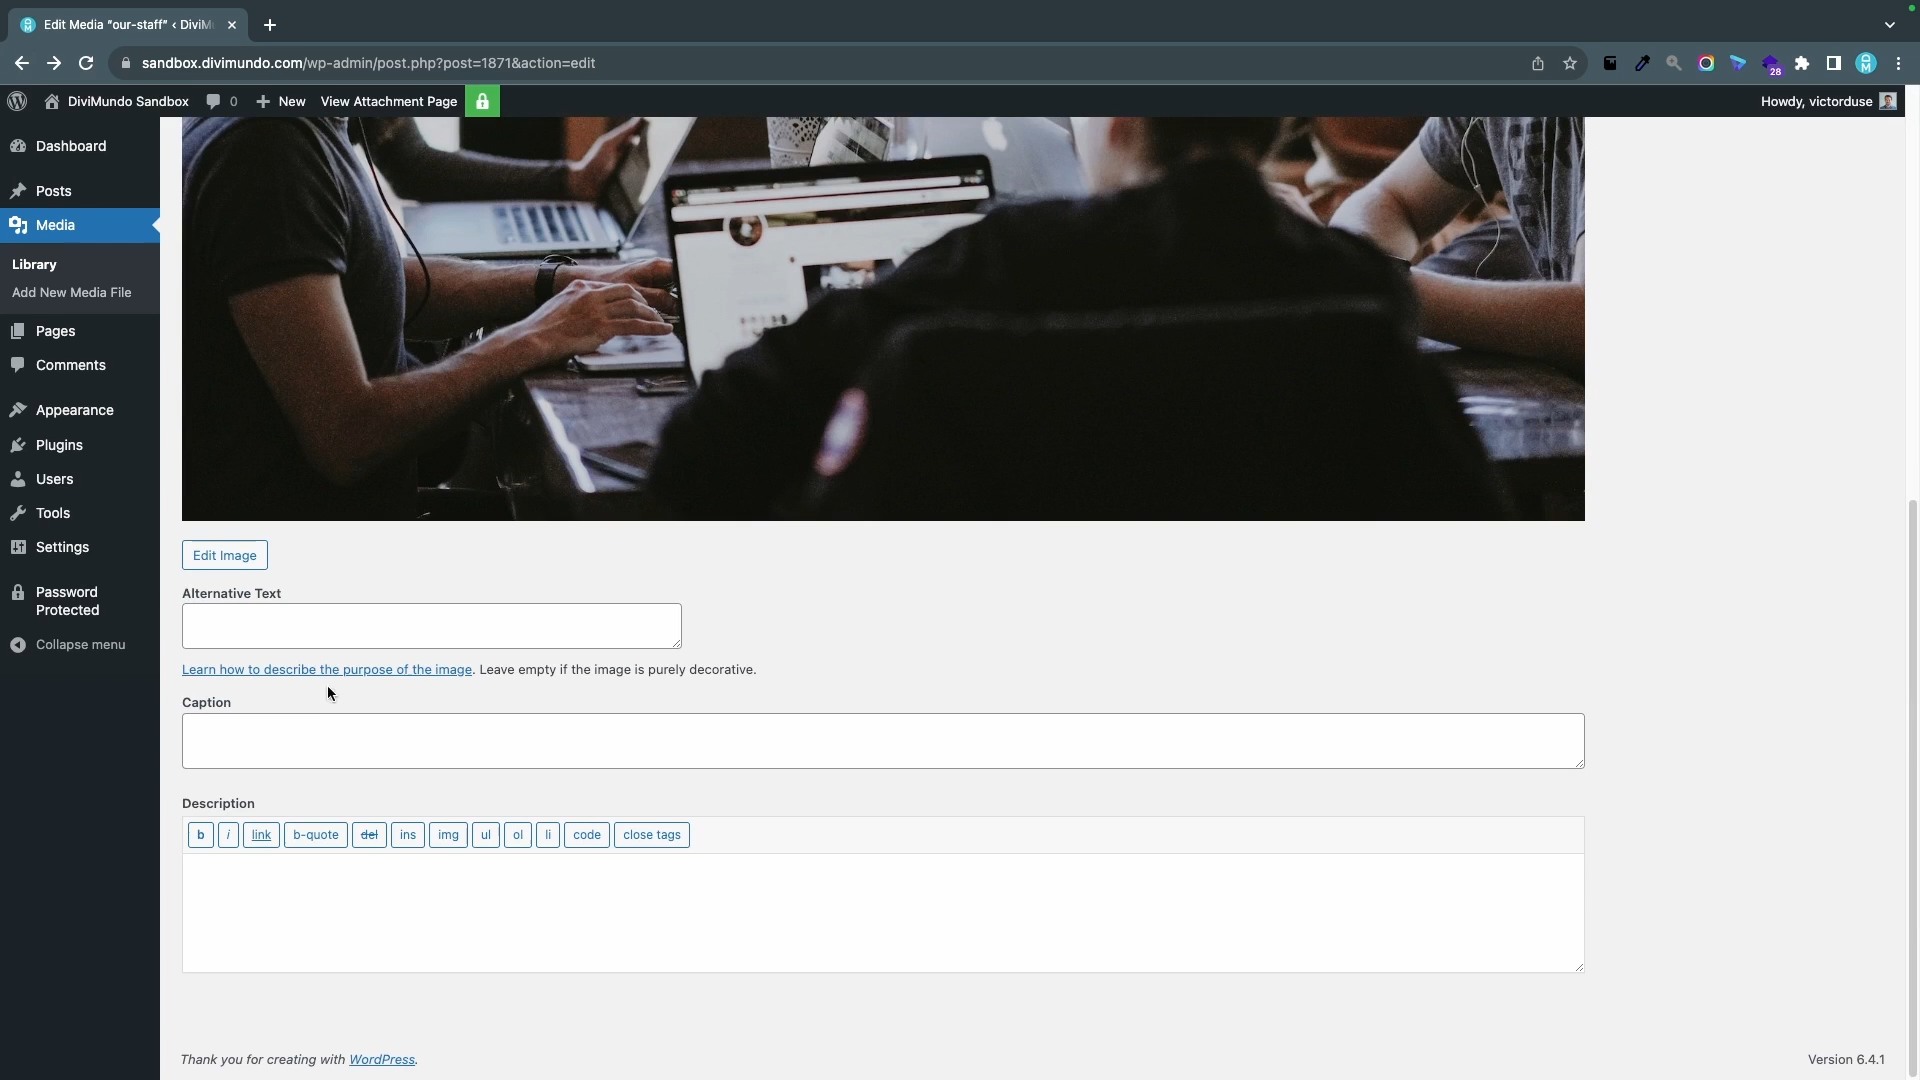 Edit Media “our-staff” ‹ DiviM
sandbox.divimundo.com/wp-admin/post.php?post=1871&action=edit
28
DiviMundo Sandbox
0
New
View Attachment Page
Howdy, victorduse
Dashboard
Posts
Media
Library
Add New Media File
Pages
Comments
Appearance
Plugins
Users
Tools
Settings
Password
Protected
Collapse menu
Edit Image
Alternative Text
Learn how to describe the purpose of the image. Leave empty if the image is purely decorative.
Caption
Description
b i link b-quote del ins img ul ol li code close tags
Thank you for creating with WordPress.
Version 6.4.1